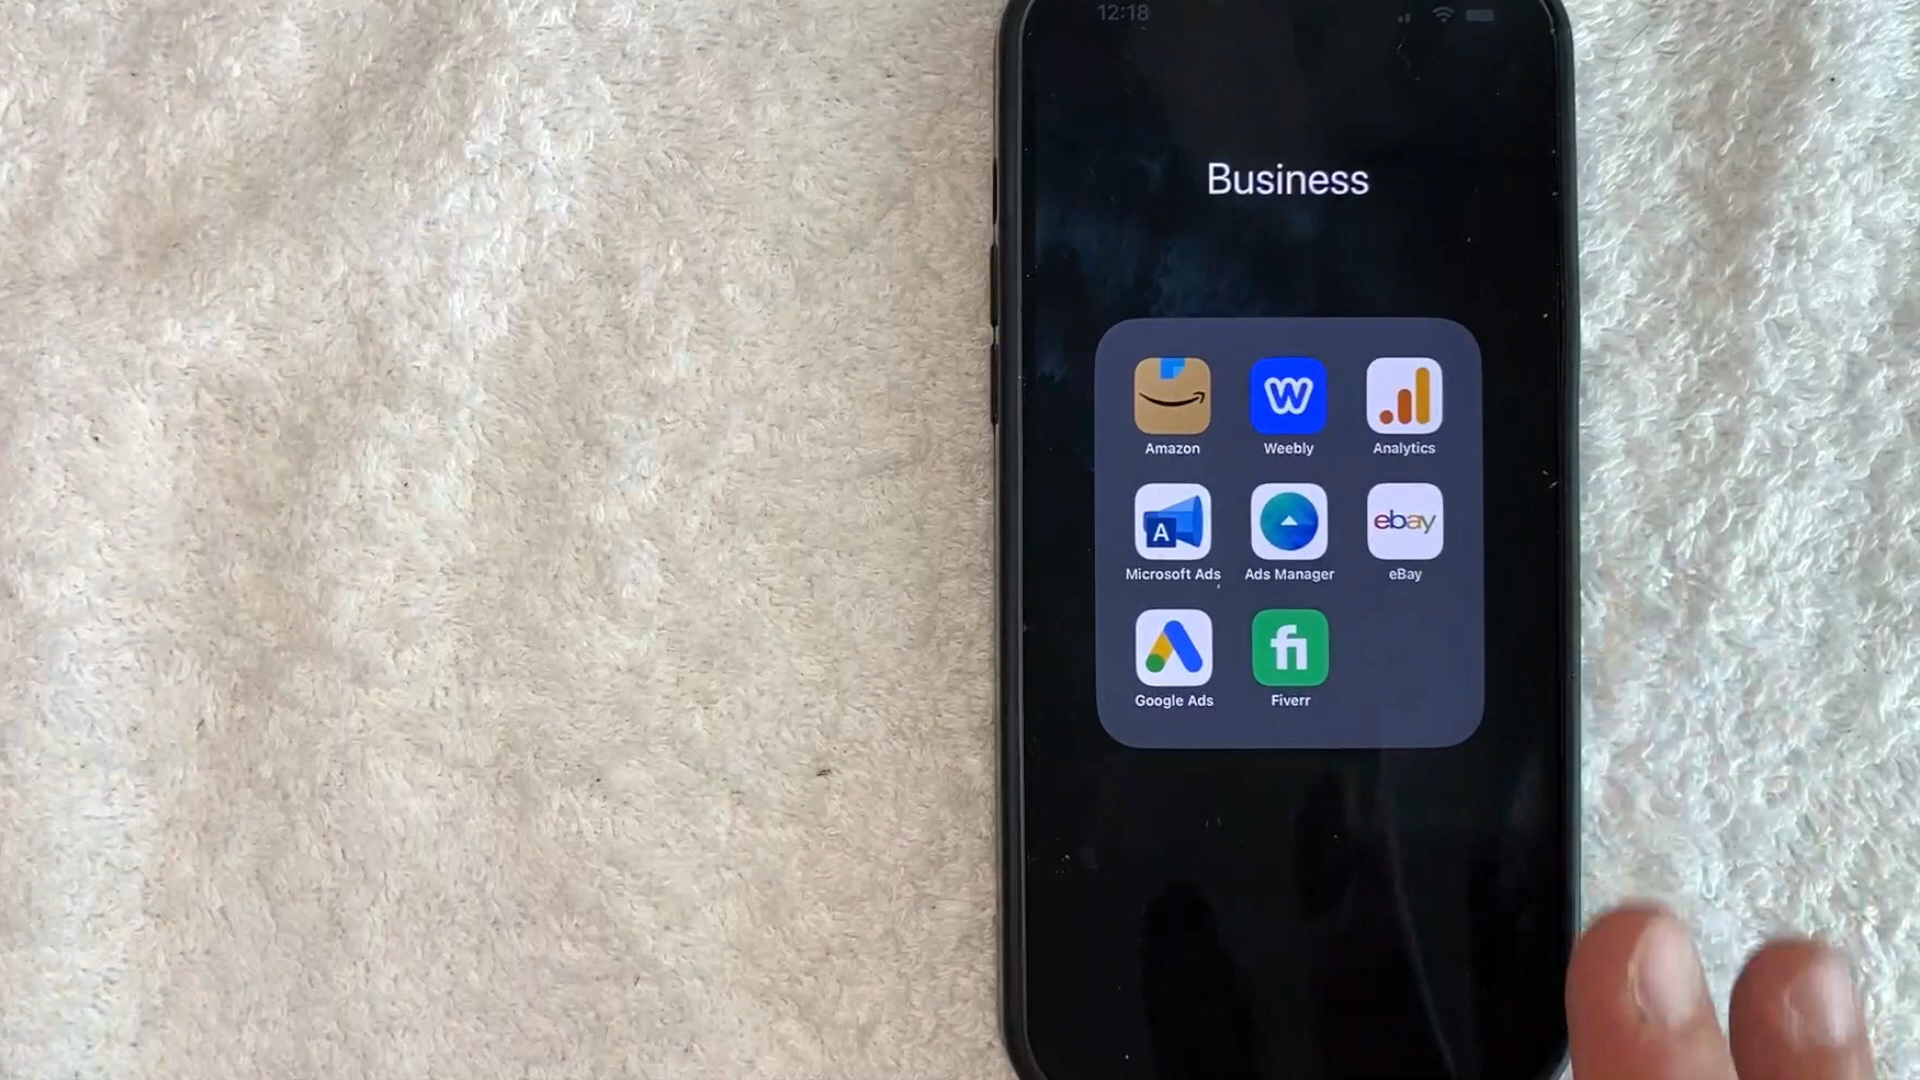 12:18
Business
W
Amazon
Weebly
Analytics
A
ebay
Microsoft Ads
Ads Manager
eBay
fi
Google Ads
Fiverr